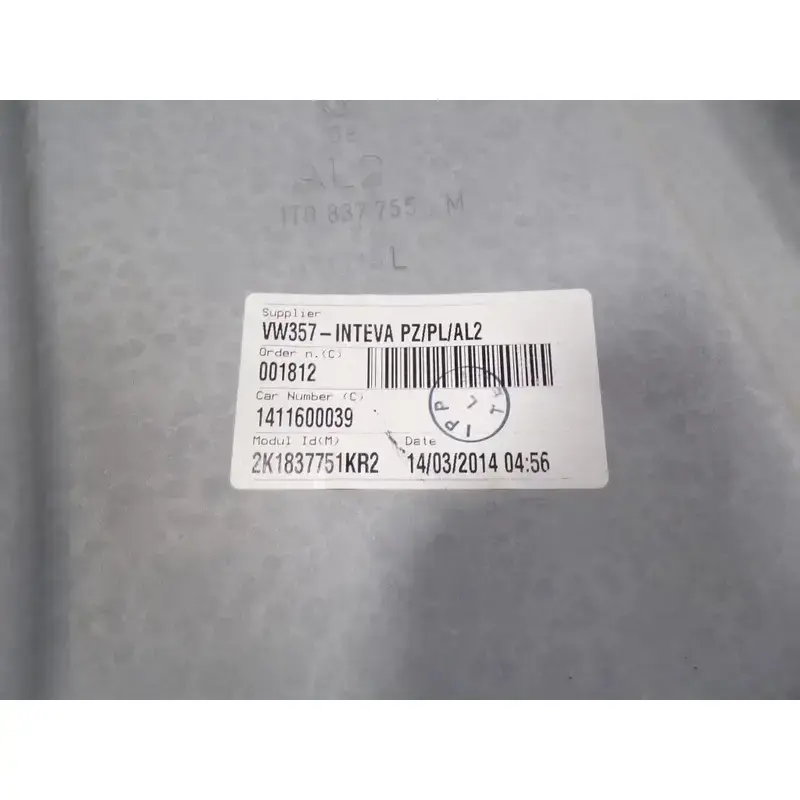 AL2
1T0 837 755 M
L
Supplier
VW357-INTEVA PZ/PL/AL2
Order n.(C)
001812
Car Number (C)
1411600039
IPP
Modul Id(M) Date
2K1837751KR2 14/03/2014 04:56